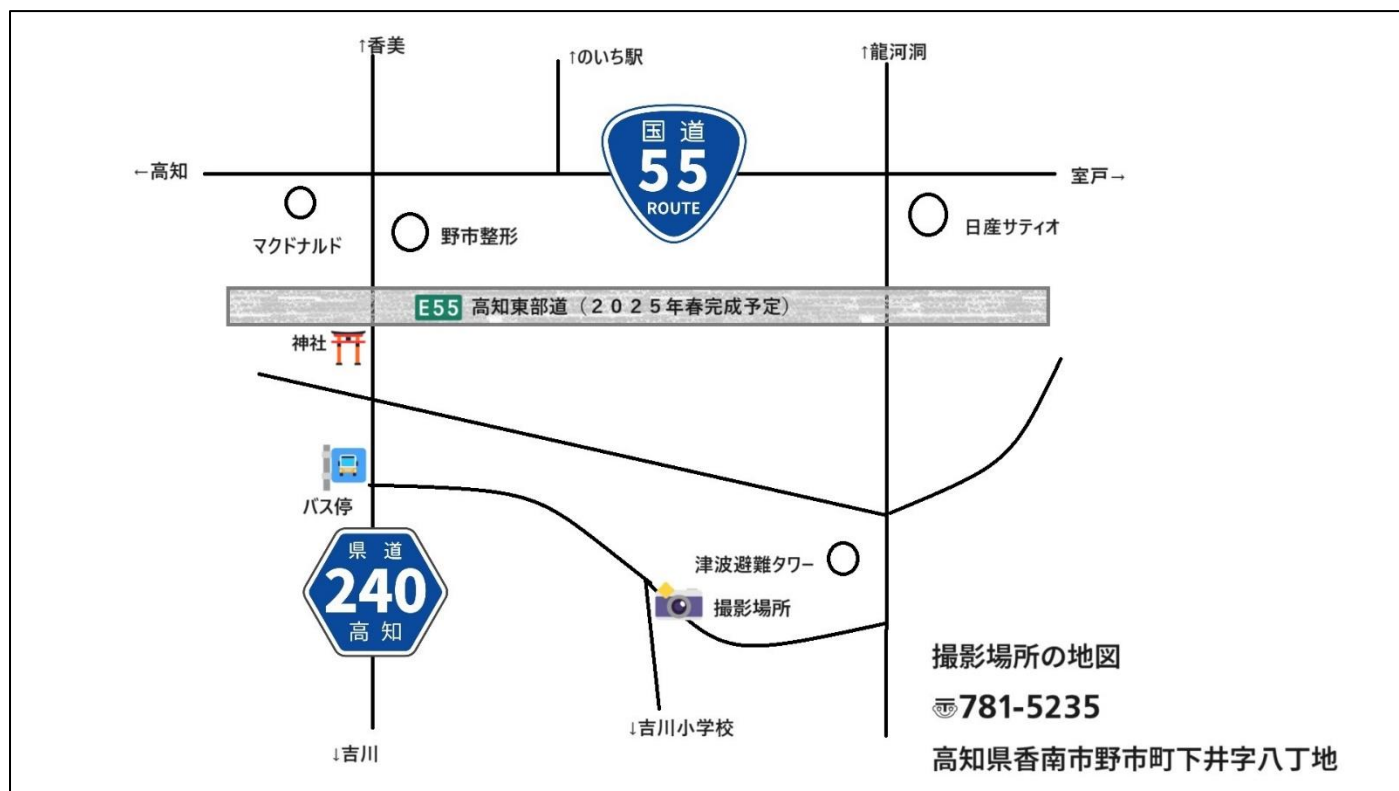 ↑香美
↑のいち駅
↑龍河洞
国道
55
ROUTE
←高知
室戸→
マクドナルド
野市整形
日産サティオ
E55 高知東部道（２０２５年春完成予定）
神社
バス停
県道
240
高知
津波避難タワー
撮影場所
↓吉川
↓吉川小学校
撮影場所の地図
〠781-5235
高知県香南市野市町下井字八丁地